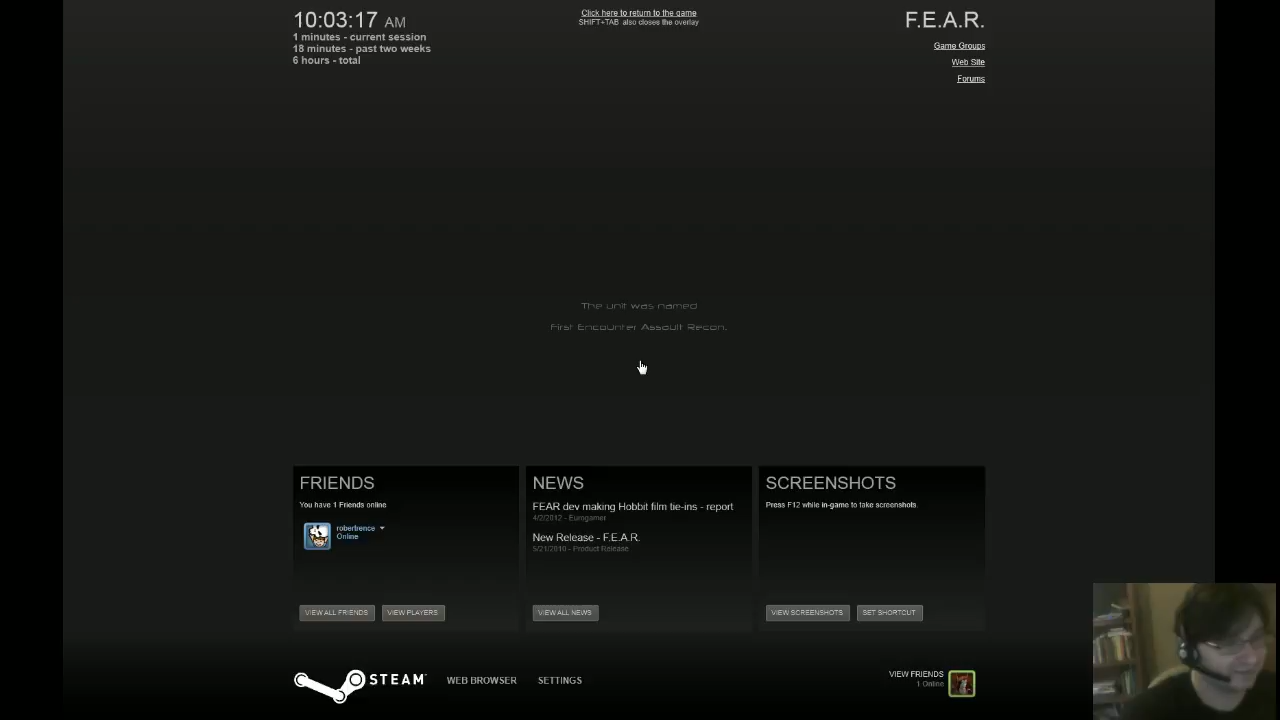 10:03:17 AM
1 minutes - current session
18 minutes - past two weeks
6 hours - total
Click here to return to the game
SHIFT+TAB also closes the overlay
F.E.A.R.
Game Groups
Web Site
Forums
The unit was named
First Encounter Assault Recon.
FRIENDS
You have 1 Friends online
robertrence
Online
VIEW ALL FRIENDS
VIEW PLAYERS
NEWS
FEAR dev making Hobbit film tie-ins - report
4/2/2012 - Eurogamer
New Release - F.E.A.R.
5/21/2010 - Product Release
VIEW ALL NEWS
SCREENSHOTS
Press F12 while in-game to take screenshots.
VIEW SCREENSHOTS
SET SHORTCUT
STEAM™
WEB BROWSER
SETTINGS
VIEW FRIENDS
1 Online